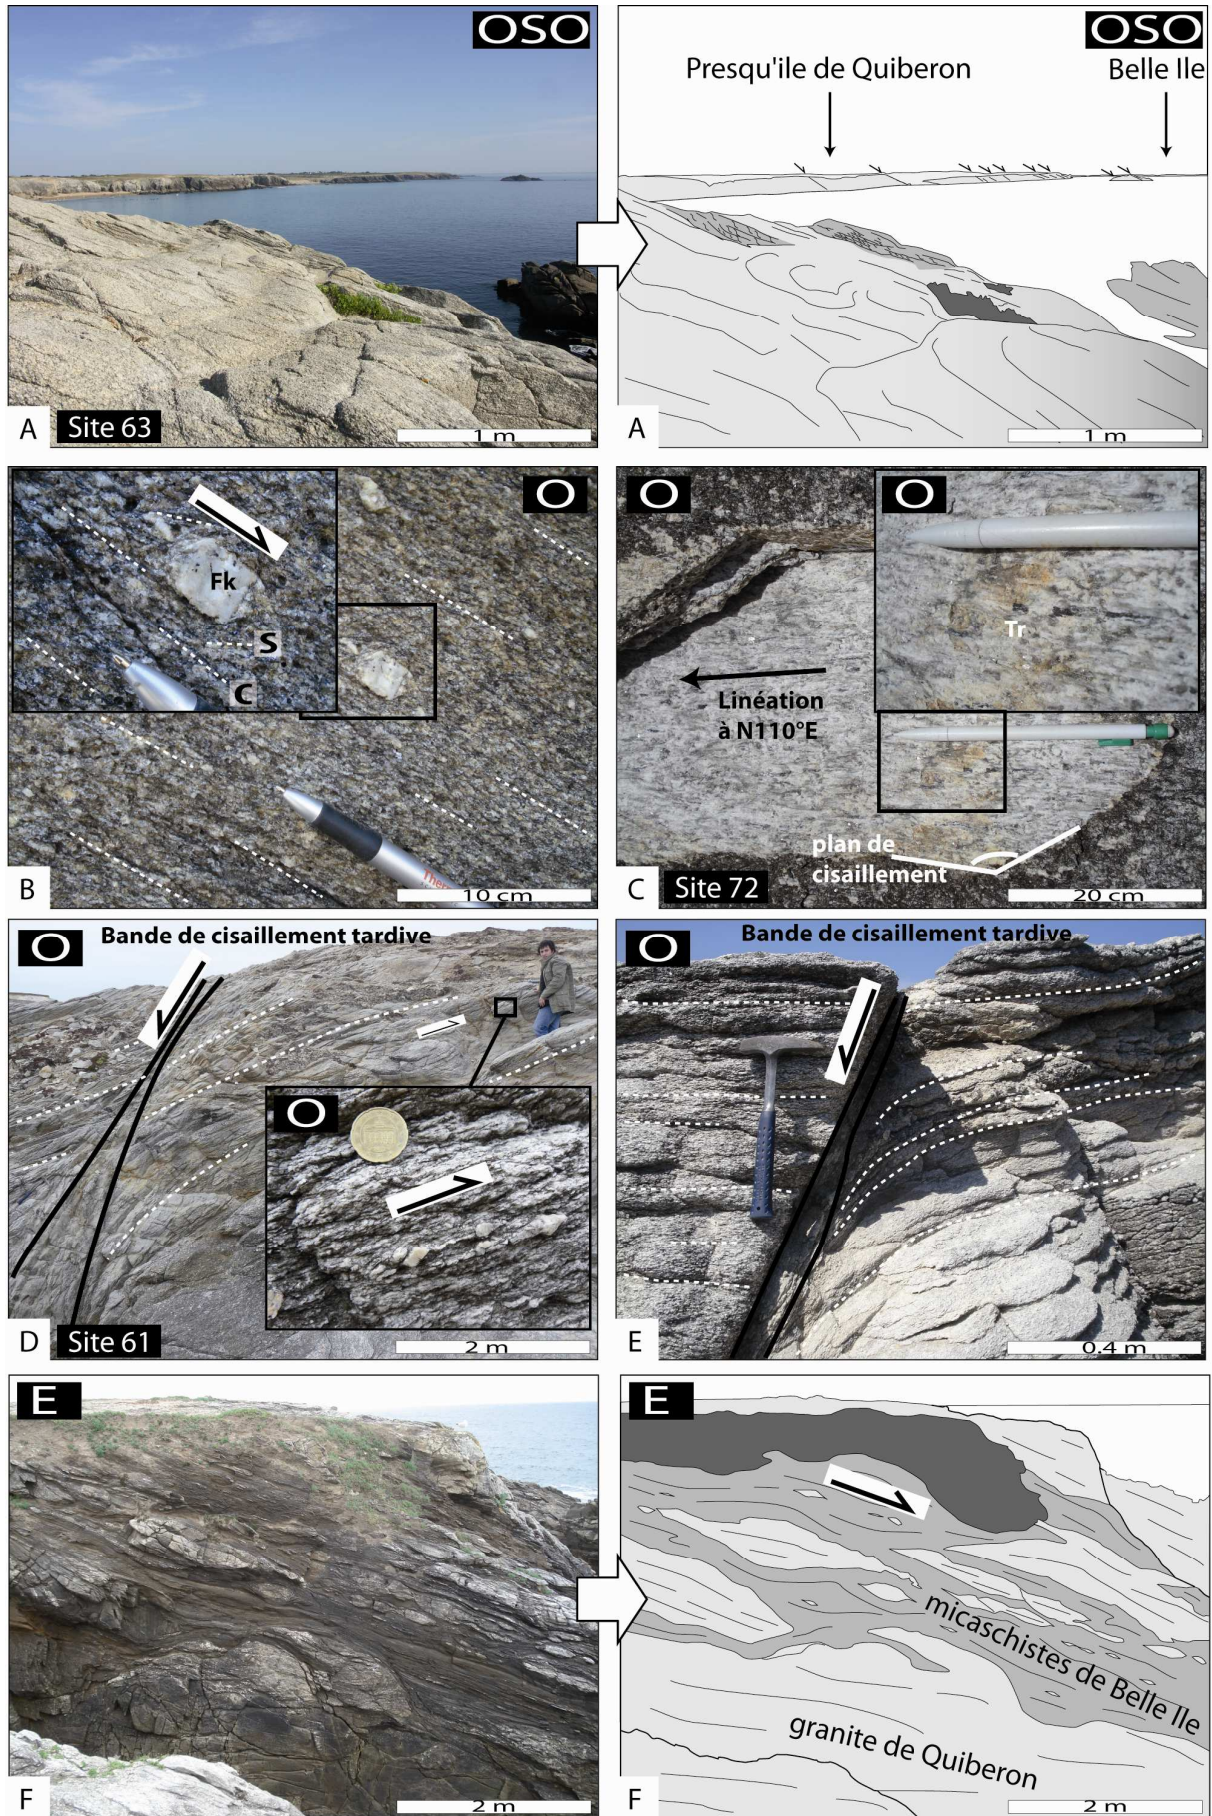 OSO
A
Site 63
1 m
OSO
Presqu'ile de Quiberon
Belle Ile
A
1 m
O
Fk
S
C
B
10 cm
O
O
Linéation
à N110°E
Tr
plan de
cisaillement
C
Site 72
20 cm
O
Bande de cisaillement tardive
O
D
Site 61
2 m
O
Bande de cisaillement tardive
E
0.4 m
E
F
2 m
E
micaschistes de Belle Ile
granite de Quiberon
F
2 m